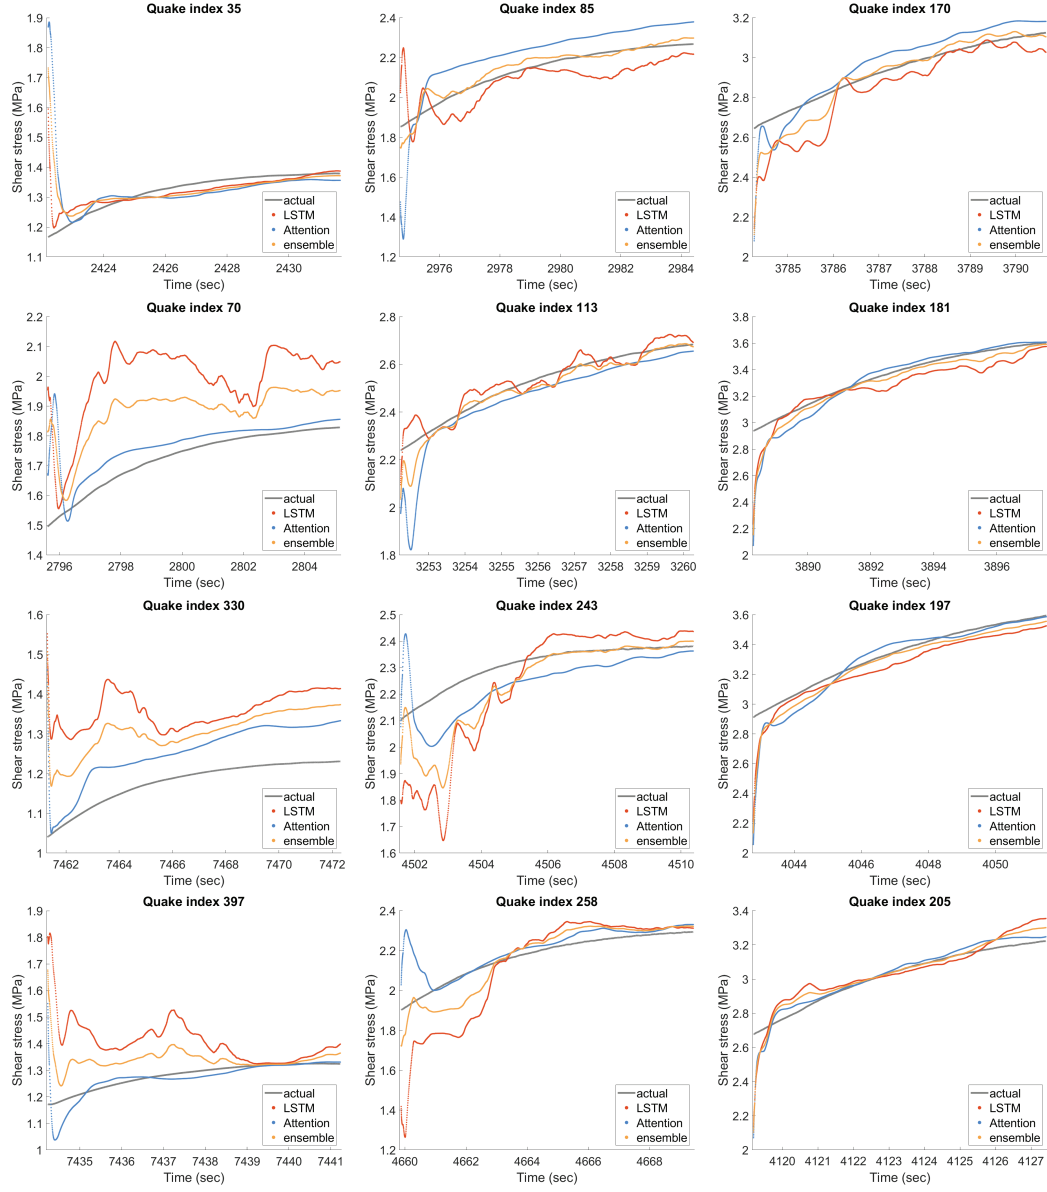 Quake index 35
Shear stress (MPa)
1.9
1.8
1.7
1.6
1.5
1.4
1.3
1.2
1.1
actual
LSTM
Attention
ensemble
2424 2426 2428 2430
Time (sec)
Quake index 85
Shear stress (MPa)
2.4
2.2
2
1.8
1.6
1.4
1.2
actual
LSTM
Attention
ensemble
2976 2978 2980 2982 2984
Time (sec)
Quake index 170
Shear stress (MPa)
3.2
3
2.8
2.6
2.4
2.2
2
actual
LSTM
Attention
ensemble
3785 3786 3787 3788 3789 3790
Time (sec)
Quake index 70
Shear stress (MPa)
2.2
2.1
2
1.9
1.8
1.7
1.6
1.5
1.4
actual
LSTM
Attention
ensemble
2796 2798 2800 2802 2804
Time (sec)
Quake index 113
Shear stress (MPa)
2.8
2.6
2.4
2.2
2
1.8
actual
LSTM
Attention
ensemble
3253 3254 3255 3256 3257 3258 3259 3260
Time (sec)
Quake index 181
Shear stress (MPa)
3.8
3.6
3.4
3.2
3
2.8
2.6
2.4
2.2
2
actual
LSTM
Attention
ensemble
3890 3892 3894 3896
Time (sec)
Quake index 330
Shear stress (MPa)
1.6
1.5
1.4
1.3
1.2
1.1
1
actual
LSTM
Attention
ensemble
7462 7464 7466 7468 7470 7472
Time (sec)
Quake index 243
Shear stress (MPa)
2.5
2.4
2.3
2.2
2.1
2
1.9
1.8
1.7
1.6
actual
LSTM
Attention
ensemble
4502 4504 4506 4508 4510
Time (sec)
Quake index 197
Shear stress (MPa)
3.6
3.4
3.2
3
2.8
2.6
2.4
2.2
2
actual
LSTM
Attention
ensemble
4044 4046 4048 4050
Time (sec)
Quake index 397
Shear stress (MPa)
1.9
1.8
1.7
1.6
1.5
1.4
1.3
1.2
1.1
1
actual
LSTM
Attention
ensemble
7435 7436 7437 7438 7439 7440 7441
Time (sec)
Quake index 258
Shear stress (MPa)
2.4
2.2
2
1.8
1.6
1.4
1.2
actual
LSTM
Attention
ensemble
4660 4662 4664 4666 4668
Time (sec)
Quake index 205
Shear stress (MPa)
3.4
3.2
3
2.8
2.6
2.4
2.2
2
actual
LSTM
Attention
ensemble
4120 4121 4122 4123 4124 4125 4126 4127
Time (sec)